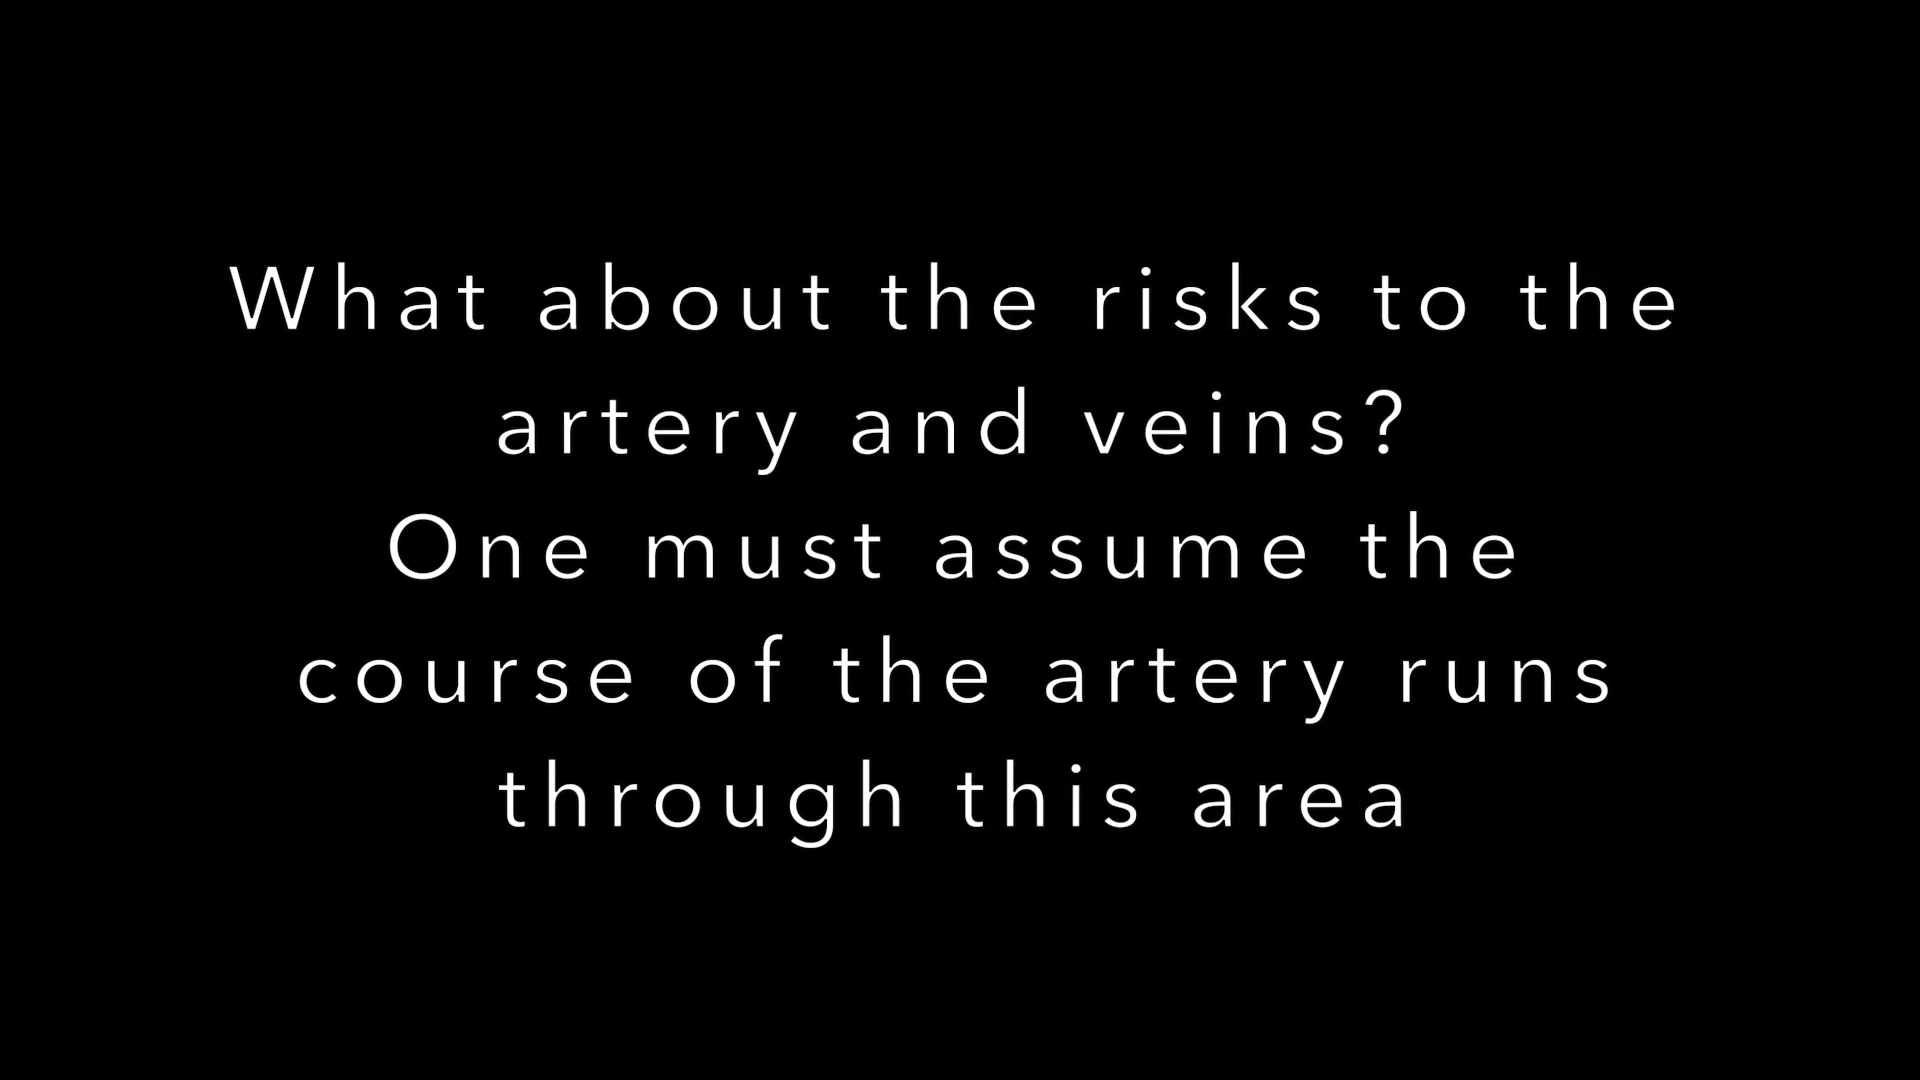 What about the risks to the
artery and veins?
One must assume the
course of the artery runs
through this area